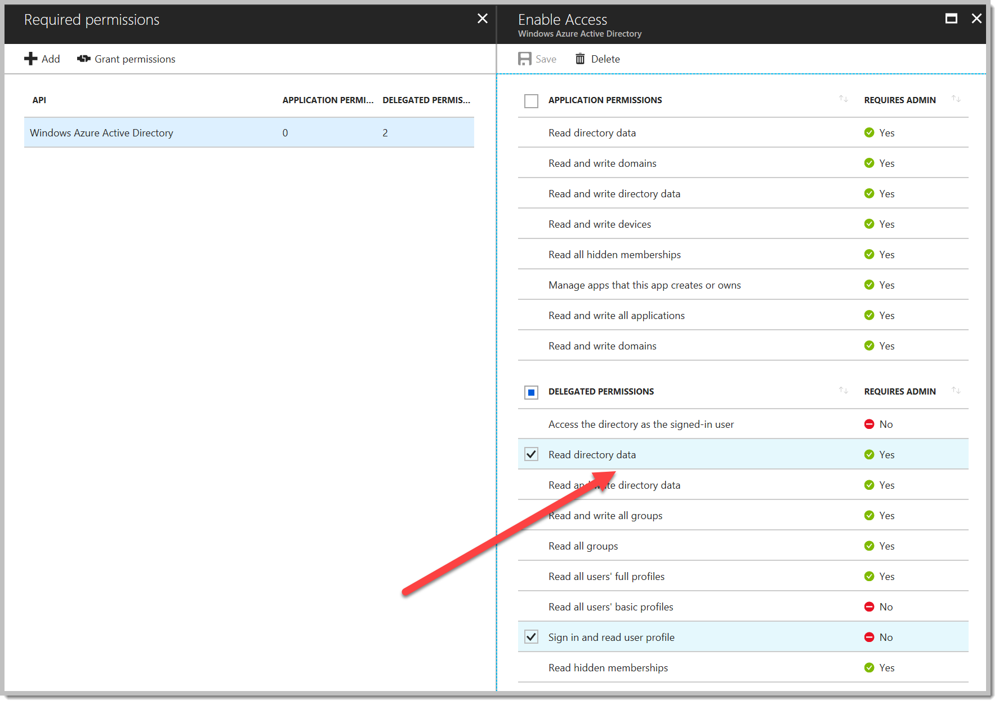 Required permissions
Add Grant permissions
API APPLICATION PERMI... DELEGATED PERMIS...
Windows Azure Active Directory 0 2
Enable Access
Windows Azure Active Directory
Save Delete
APPLICATION PERMISSIONS REQUIRES ADMIN
Read directory data Yes
Read and write domains Yes
Read and write directory data Yes
Read and write devices Yes
Read all hidden memberships Yes
Manage apps that this app creates or owns Yes
Read and write all applications Yes
Read and write domains Yes
DELEGATED PERMISSIONS REQUIRES ADMIN
Access the directory as the signed-in user No
Read directory data Yes
Read and write directory data Yes
Read and write all groups Yes
Read all groups Yes
Read all users' full profiles Yes
Read all users' basic profiles No
Sign in and read user profile No
Read hidden memberships Yes